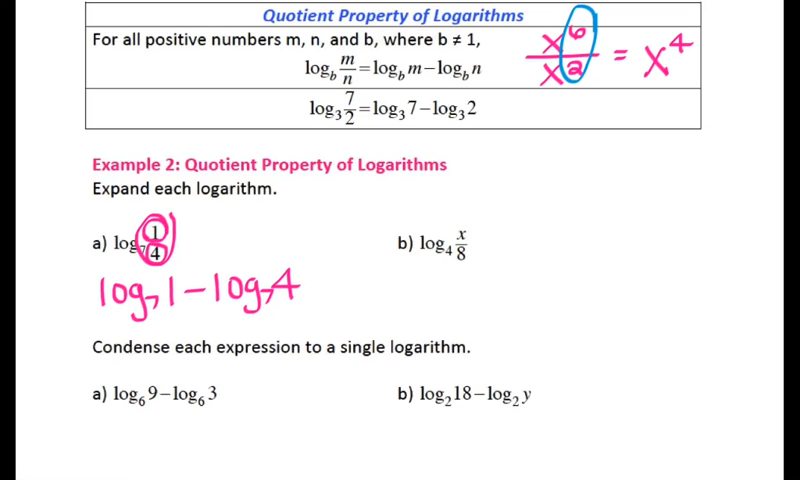 Quotient Property of Logarithms
For all positive numbers m, n, and b, where b ≠ 1,
log_b m/n = log_b m − log_b n
x^6/x^2 = x^4
log_3 7/2 = log_3 7 − log_3 2
Example 2: Quotient Property of Logarithms
Expand each logarithm.
a) log_7 1/4
b) log_4 x/8
log_7 1 − log_7 4
Condense each expression to a single logarithm.
a) log_6 9 − log_6 3
b) log_2 18 − log_2 y